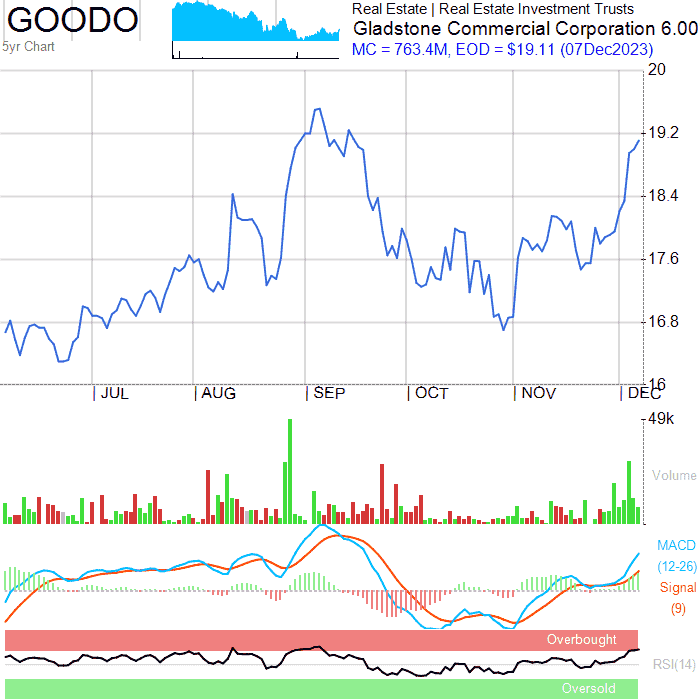 GOODO
5yr Chart
Real Estate | Real Estate Investment Trusts
Gladstone Commercial Corporation 6.00
MC = 763.4M, EOD = $19.11 (07Dec2023)
20
19.2
18.4
17.6
16.8
16
JUL
AUG
SEP
OCT
NOV
DEC
49k
Volume
MACD
(12-26)
Signal
(9)
Overbought
RSI(14)
Oversold